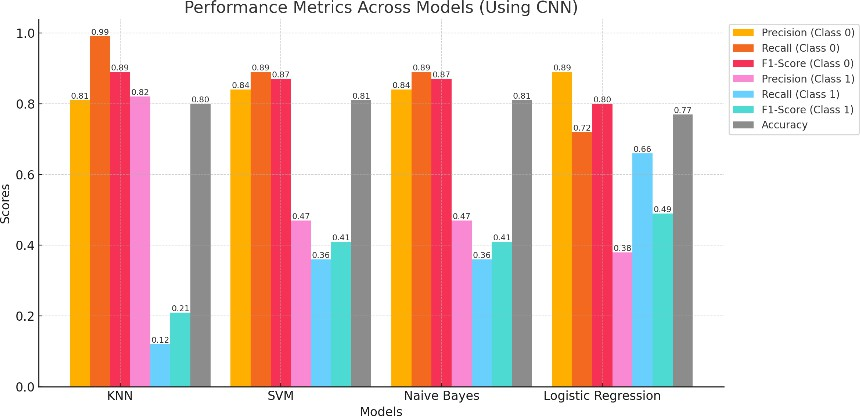 Performance Metrics Across Models (Using CNN)
Precision (Class 0)
Recall (Class 0)
F1-Score (Class 0)
Precision (Class 1)
Recall (Class 1)
F1-Score (Class 1)
Accuracy
Scores
1.0
0.8
0.6
0.4
0.2
0.0
0.81 0.99 0.89 0.82 0.12 0.21 0.80
0.84 0.89 0.87 0.47 0.36 0.41 0.81
0.84 0.89 0.87 0.47 0.36 0.41 0.81
0.89 0.72 0.80 0.38 0.66 0.49 0.77
KNN SVM Naive Bayes Logistic Regression
Models